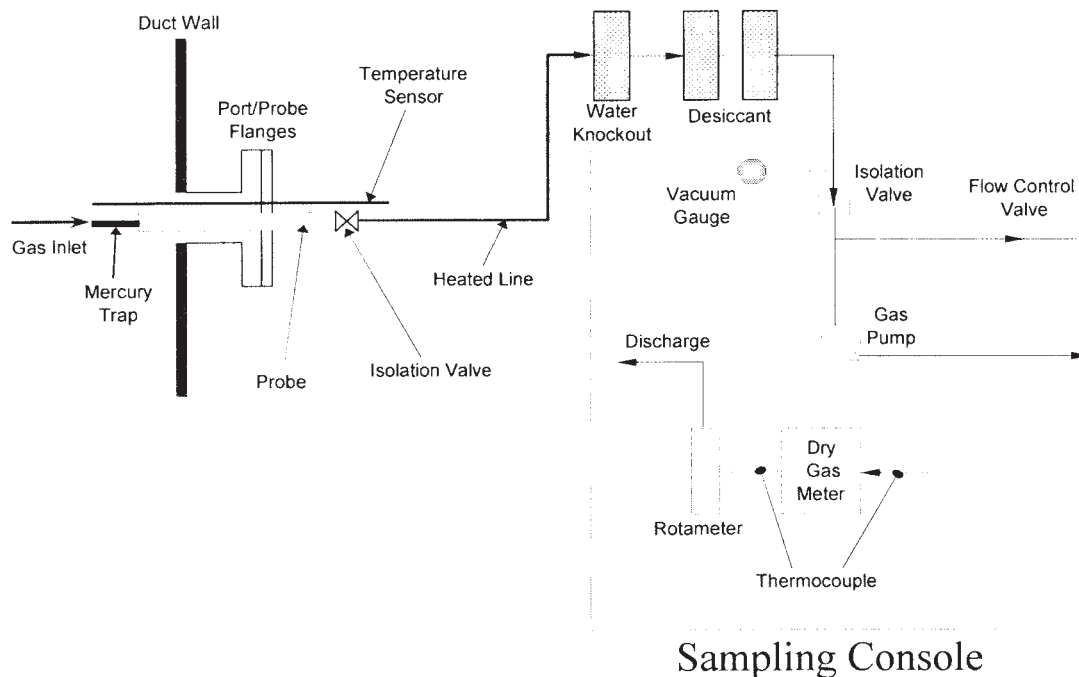 Duct Wall
Temperature
Sensor
Port/Probe
Flanges
Water
Knockout
Desiccant
Vacuum
Gauge
Isolation
Valve
Flow Control
Valve
Gas Inlet
Mercury
Trap
Heated Line
Gas
Pump
Probe
Isolation Valve
Discharge
Dry
Gas
Meter
Rotameter
Thermocouple
Sampling Console